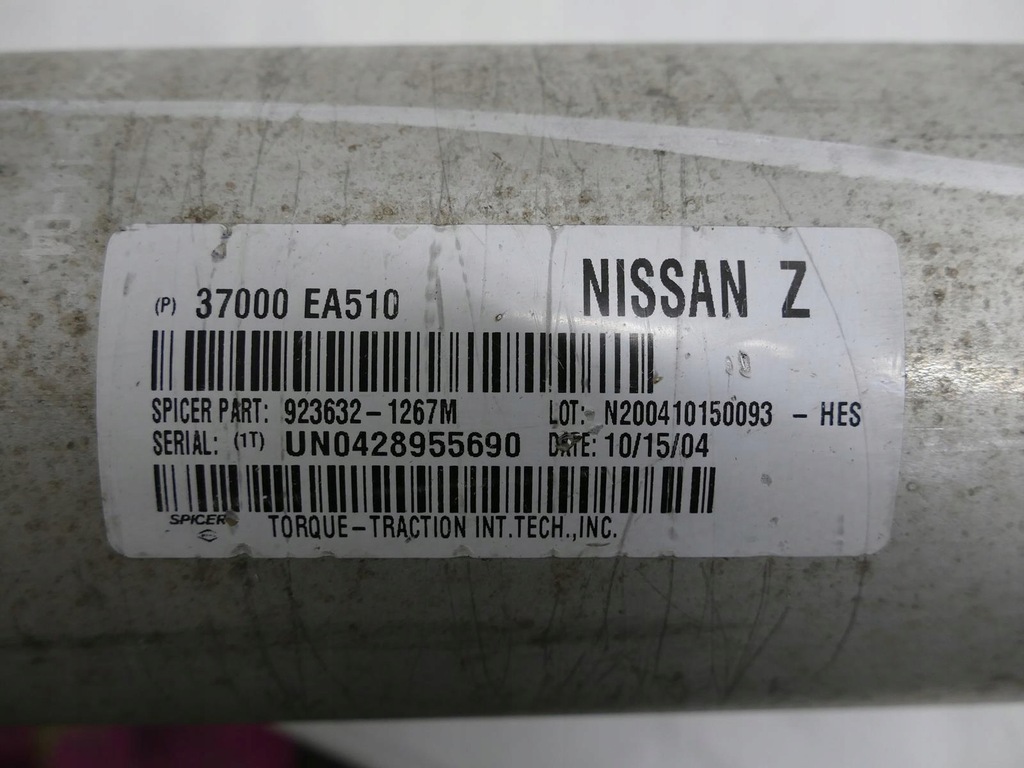 (P) 37000 EA510 NISSAN Z
SPICER PART: 923632-1267M LOT: N200410150093 - HES
SERIAL: (1T) UN0428955690 DATE: 10/15/04
SPICER TORQUE-TRACTION INT.TECH.,INC.